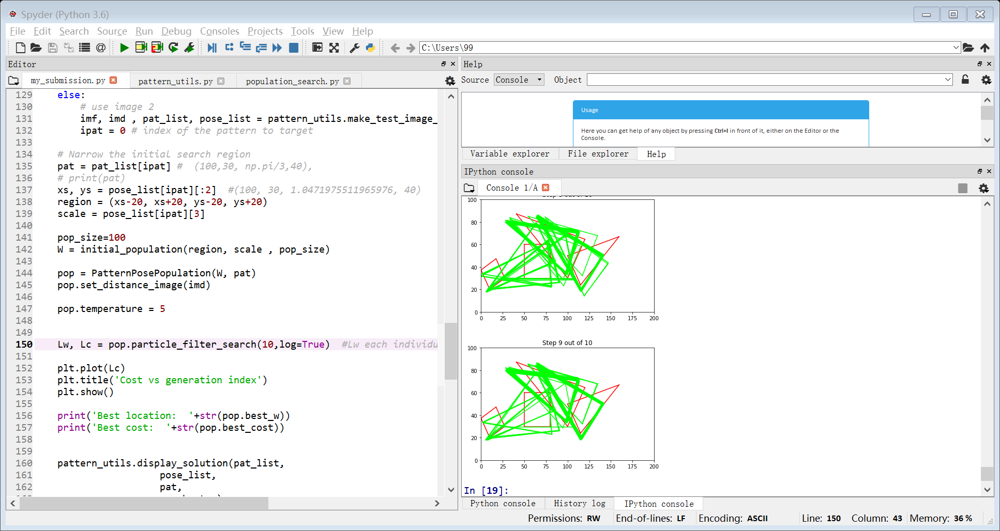 Spyder (Python 3.6)
File Edit Search Source Run Debug Consoles Projects Tools View Help
C:\Users\99
Editor
my_submission.py
pattern_utils.py
population_search.py
129 else:
130 # use image 2
131 imf, imd , pat_list, pose_list = pattern_utils.make_test_image_
132 ipat = 0 # index of the pattern to target
133
134 # Narrow the initial search region
135 pat = pat_list[ipat] #  (100,30, np.pi/3,40),
136 # print(pat)
137 xs, ys = pose_list[ipat][:2]  #(100, 30, 1.0471975511965976, 40)
138 region = (xs-20, xs+20, ys-20, ys+20)
139 scale = pose_list[ipat][3]
140
141 pop_size=100
142 W = initial_population(region, scale , pop_size)
143
144 pop = PatternPosePopulation(W, pat)
145 pop.set_distance_image(imd)
146
147 pop.temperature = 5
148
149
150 Lw, Lc = pop.particle_filter_search(10,log=True)  #Lw each individu
151
152 plt.plot(Lc)
153 plt.title('Cost vs generation index')
154 plt.show()
155
156 print('Best location:  '+str(pop.best_w))
157 print('Best cost:  '+str(pop.best_cost))
158
159
160 pattern_utils.display_solution(pat_list,
161 pose_list,
162 pat,
Help
Source Console Object
Usage
Here you can get help of any object by pressing Ctrl+I in front of it, either on the Editor or the
Console.
Variable explorer File explorer Help
IPython console
Console 1/A
100
80
60
40
20
0
0 25 50 75 100 125 150 175 200
Step 9 out of 10
100
80
60
40
20
0
0 25 50 75 100 125 150 175 200
In [19]:
Python console History log IPython console
Permissions: RW End-of-lines: LF Encoding: ASCII Line: 150 Column: 43 Memory: 36 %